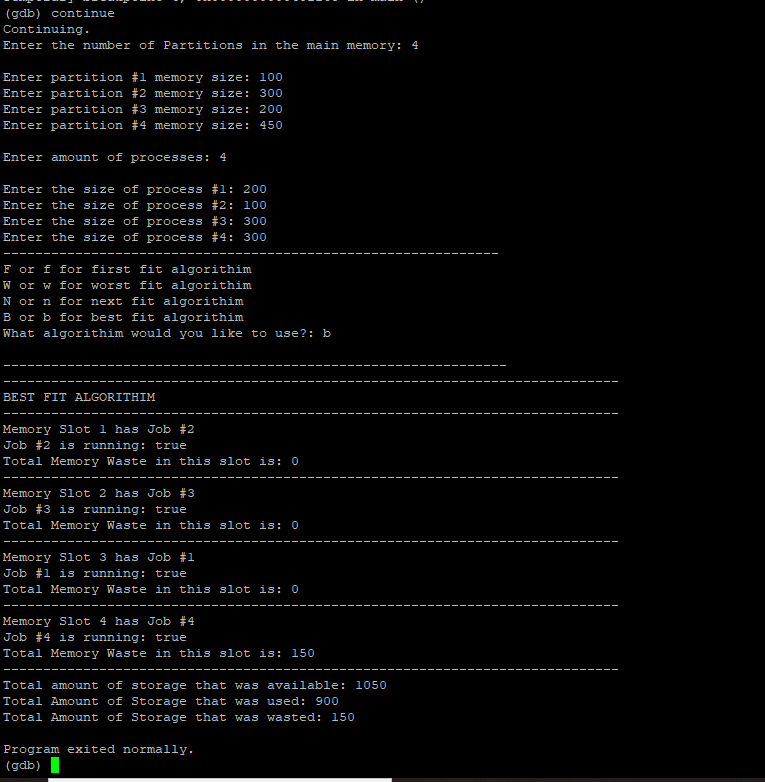 (gdb) continue
Continuing.
Enter the number of Partitions in the main memory: 4
Enter partition #1 memory size: 100
Enter partition #2 memory size: 300
Enter partition #3 memory size: 200
Enter partition #4 memory size: 450
Enter amount of processes: 4
Enter the size of process #1: 200
Enter the size of process #2: 100
Enter the size of process #3: 300
Enter the size of process #4: 300
--------------------------------------------------------------
F or f for first fit algorithim
W or w for worst fit algorithim
N or n for next fit algorithim
B or b for best fit algorithim
What algorithim would you like to use?: b
---------------------------------------------------------------
-----------------------------------------------------------------------------
BEST FIT ALGORITHIM
-----------------------------------------------------------------------------
Memory Slot 1 has Job #2
Job #2 is running: true
Total Memory Waste in this slot is: 0
-----------------------------------------------------------------------------
Memory Slot 2 has Job #3
Job #3 is running: true
Total Memory Waste in this slot is: 0
-----------------------------------------------------------------------------
Memory Slot 3 has Job #1
Job #1 is running: true
Total Memory Waste in this slot is: 0
-----------------------------------------------------------------------------
Memory Slot 4 has Job #4
Job #4 is running: true
Total Memory Waste in this slot is: 150
-----------------------------------------------------------------------------
Total amount of storage that was available: 1050
Total Amount of Storage that was used: 900
Total Amount of Storage that was wasted: 150
Program exited normally.
(gdb)